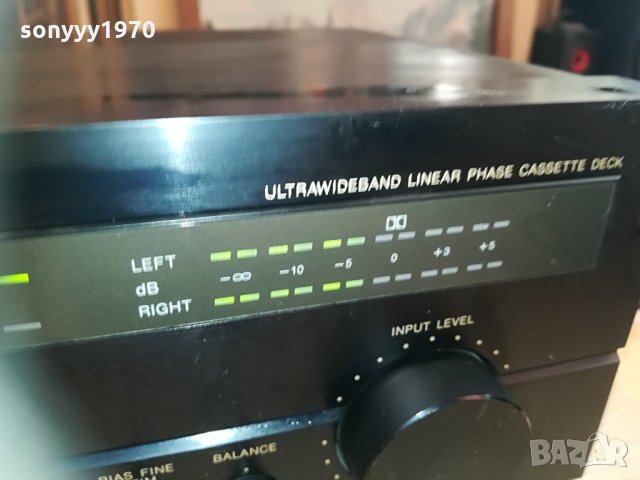 sonyyy1970
ULTRAWIDEBAND LINEAR PHASE CASSETTE DECK
LEFT
dB
RIGHT
-∞ -10 -5 0 +3 +5
INPUT LEVEL
BALANCE
BIAS FINE
BAZAR